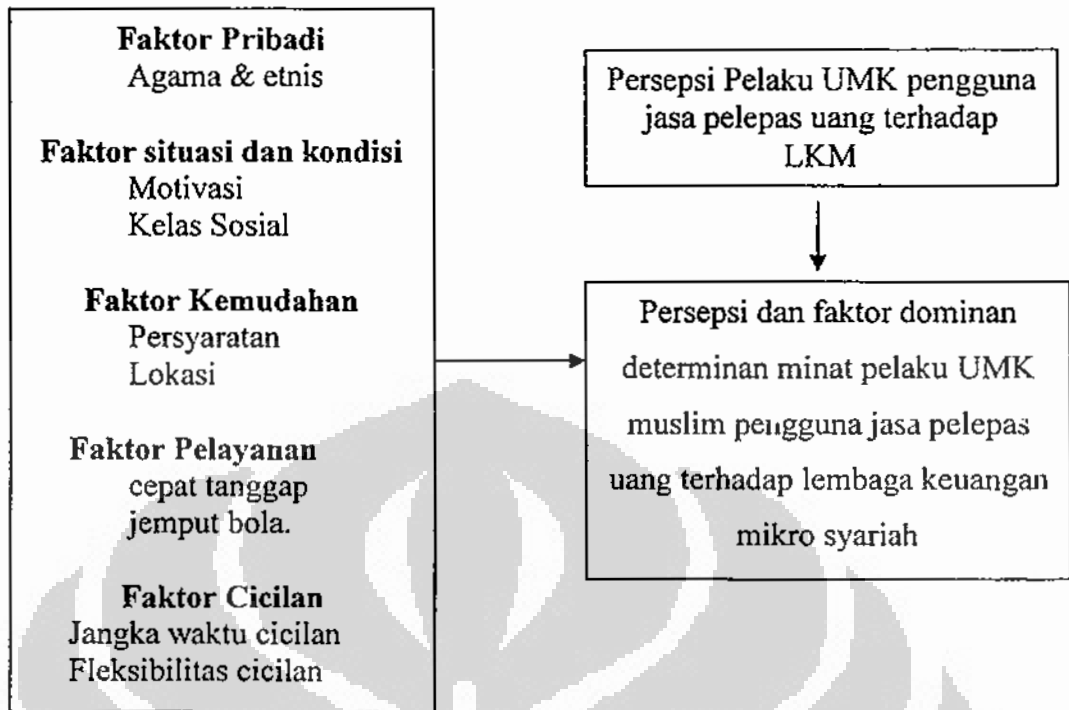 Faktor Pribadi
Agama & etnis
Faktor situasi dan kondisi
Motivasi
Kelas Sosial
Faktor Kemudahan
Persyaratan
Lokasi
Faktor Pelayanan
cepat tanggap
jemput bola.
Faktor Cicilan
Jangka waktu cicilan
Fleksibilitas cicilan
Persepsi Pelaku UMK pengguna
jasa pelepas uang terhadap
LKM
Persepsi dan faktor dominan
determinan minat pelaku UMK
muslim pengguna jasa pelepas
uang terhadap lembaga keuangan
mikro syariah